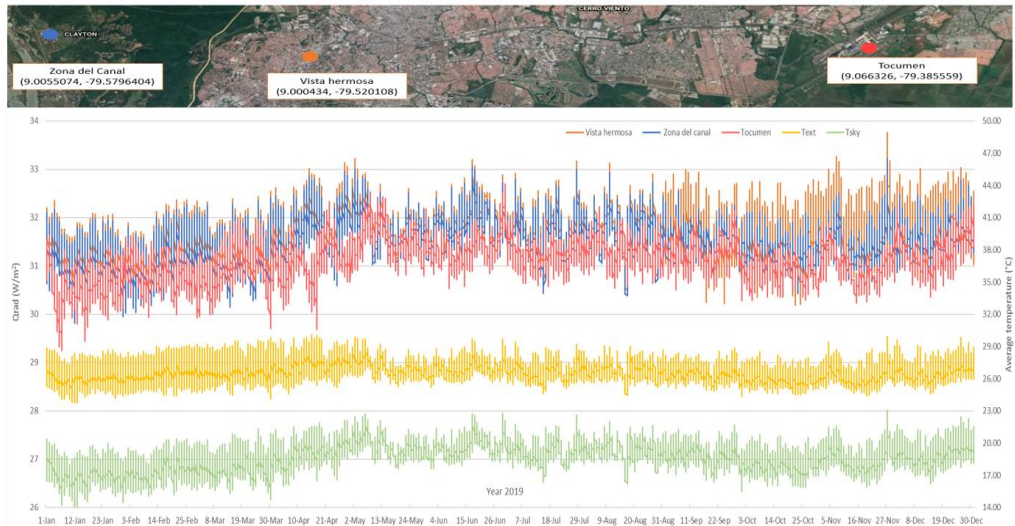 CERRO VIENTO
CLAYTON
Zona del Canal
(9.0055074, -79.5796404)
Vista hermosa
(9.000434, -79.520108)
Tocumen
(9.066326, -79.385559)
34
33
32
31
30
29
28
27
26
Qrad (W/m²)
Vista hermosa
Zona del canal
Tocumen
Text
Tsky
50.00
47.00
44.00
41.00
38.00
35.00
32.00
29.00
26.00
23.00
20.00
17.00
14.00
Average temperature (°C)
Year 2019
1-Jan 12-Jan 23-Jan 3-Feb 14-Feb 25-Feb 8-Mar 19-Mar 30-Mar 10-Apr 21-Apr 2-May 13-May 24-May 4-Jun 15-Jun 26-Jun 7-Jul 18-Jul 29-Jul 9-Aug 20-Aug 31-Aug 11-Sep 22-Sep 3-Oct 14-Oct 25-Oct 5-Nov 16-Nov 27-Nov 8-Dec 19-Dec 30-Dec